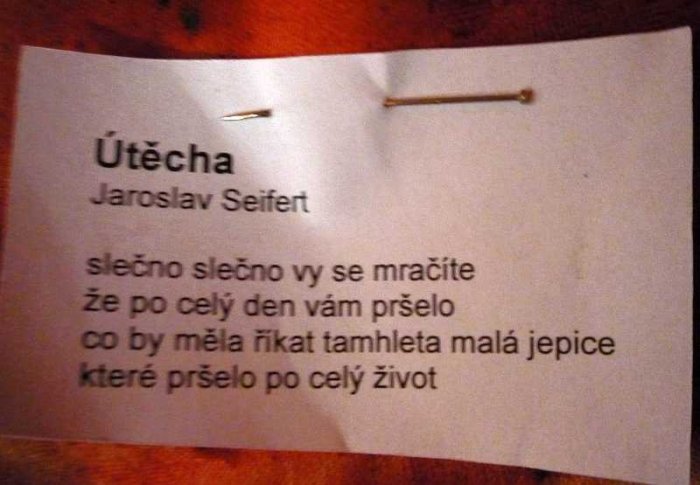 Útěcha
Jaroslav Seifert
slečno slečno vy se mračíte
že po celý den vám pršelo
co by měla říkat tamhleta malá jepice
které pršelo po celý život